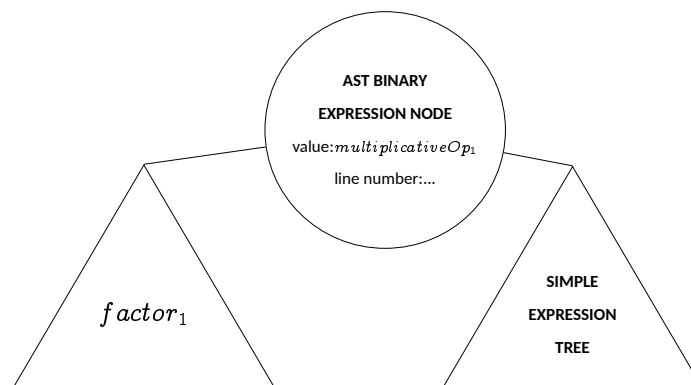 AST BINARY
EXPRESSION NODE
value:multiplicativeOp₁
line number:...
factor₁
SIMPLE
EXPRESSION
TREE